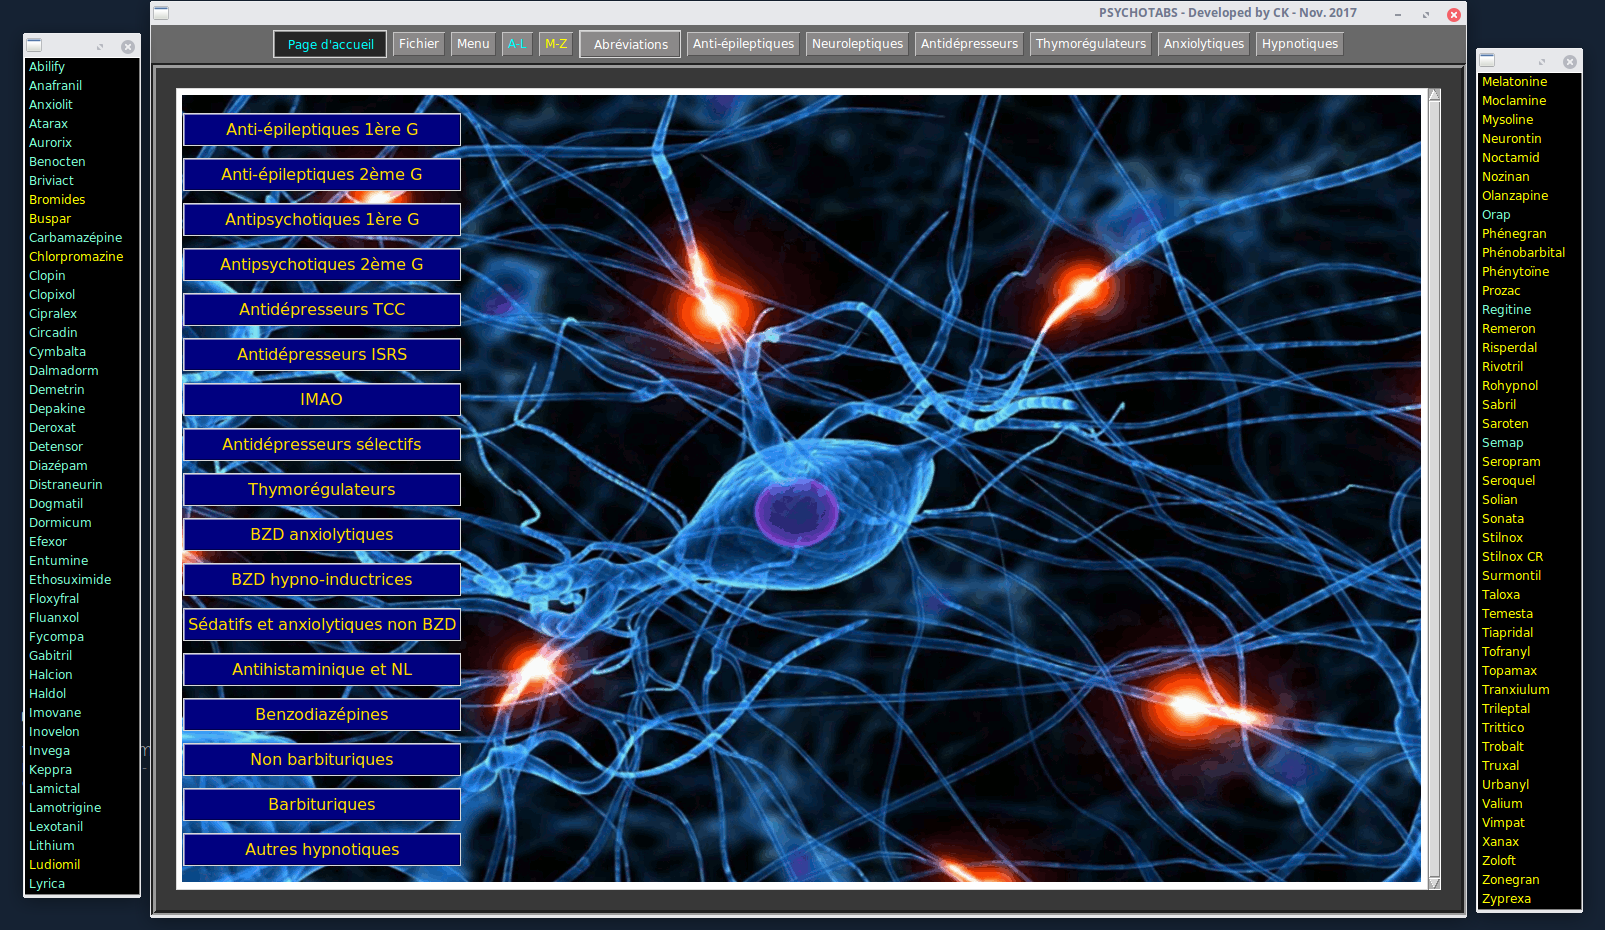 PSYCHOTABS - Developed by CK - Nov. 2017
Page d'accueil
Fichier
Menu
A-L
M-Z
Abréviations
Anti-épileptiques
Neuroleptiques
Antidépresseurs
Thymorégulateurs
Anxiolytiques
Hypnotiques
Abilify
Anafranil
Anxiolit
Atarax
Aurorix
Benocten
Briviact
Bromides
Buspar
Carbamazépine
Chlorpromazine
Clopin
Clopixol
Cipralex
Circadin
Cymbalta
Dalmadorm
Demetrin
Depakine
Deroxat
Detensor
Diazépam
Distraneurin
Dogmatil
Dormicum
Efexor
Entumine
Ethosuximide
Floxyfral
Fluanxol
Fycompa
Gabitril
Halcion
Haldol
Imovane
Inovelon
Invega
Keppra
Lamictal
Lamotrigine
Lexotanil
Lithium
Ludiomil
Lyrica
Anti-épileptiques 1ère G
Anti-épileptiques 2ème G
Antipsychotiques 1ère G
Antipsychotiques 2ème G
Antidépresseurs TCC
Antidépresseurs ISRS
IMAO
Antidépresseurs sélectifs
Thymorégulateurs
BZD anxiolytiques
BZD hypno-inductrices
Sédatifs et anxiolytiques non BZD
Antihistaminique et NL
Benzodiazépines
Non barbituriques
Barbituriques
Autres hypnotiques
Melatonine
Moclamine
Mysoline
Neurontin
Noctamid
Nozinan
Olanzapine
Orap
Phénegran
Phénobarbital
Phénytoïne
Prozac
Regitine
Remeron
Risperdal
Rivotril
Rohypnol
Sabril
Saroten
Semap
Seropram
Seroquel
Solian
Sonata
Stilnox
Stilnox CR
Surmontil
Taloxa
Temesta
Tiapridal
Tofranyl
Topamax
Tranxiulum
Trileptal
Trittico
Trobalt
Truxal
Urbanyl
Valium
Vimpat
Xanax
Zoloft
Zonegran
Zyprexa